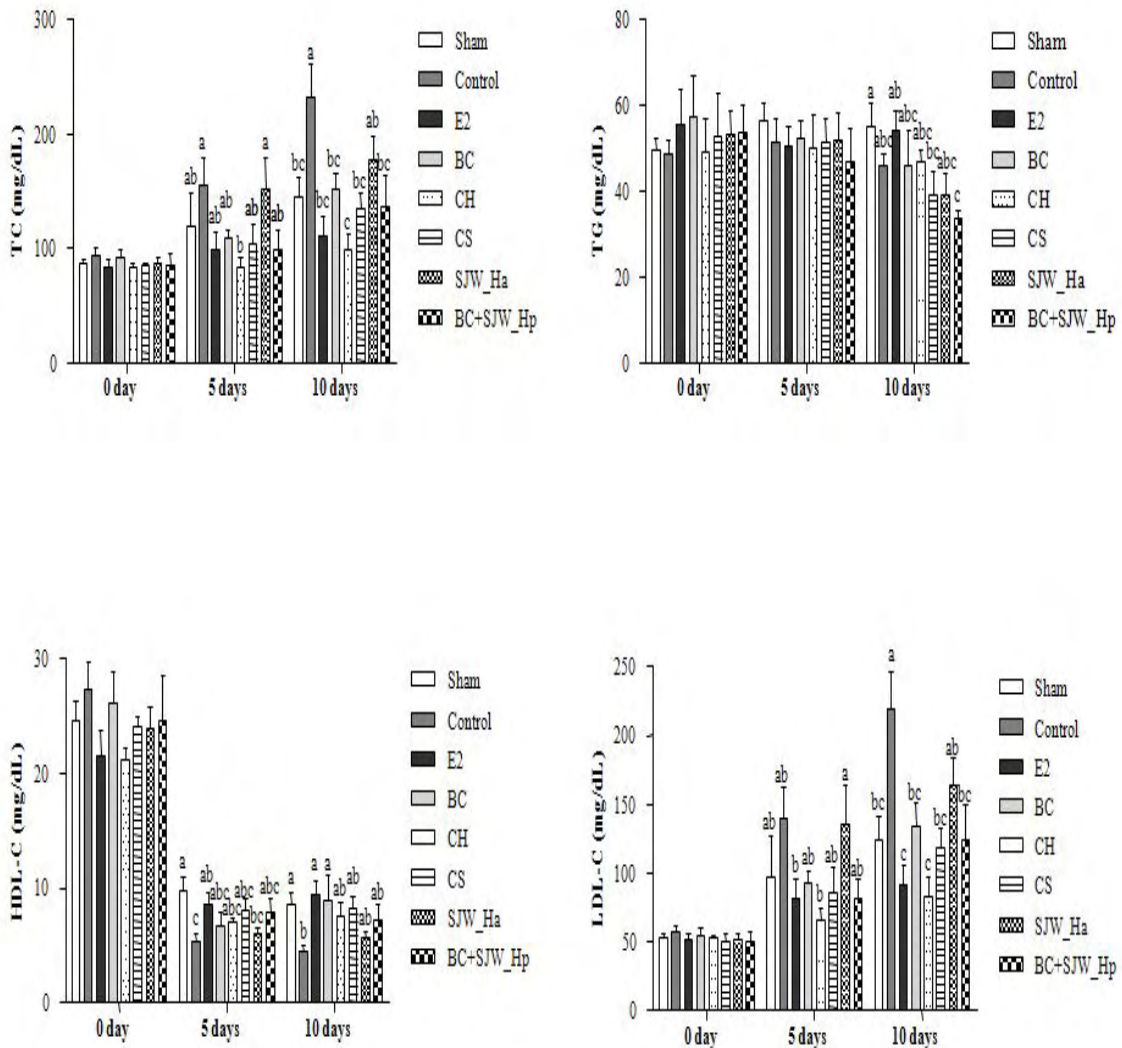 300
200
100
0
TC (mg/dL)
0 day
5 days
10 days
ab
a
ab
ab
b
ab
a
ab
bc
a
bc
bc
c
bc
ab
bc
Sham
Control
E2
BC
CH
CS
SJW_Ha
BC+SJW_Hp
80
60
40
20
0
TG (mg/dL)
0 day
5 days
10 days
a
abc
ab
abc
abc
bc
abc
c
Sham
Control
E2
BC
CH
CS
SJW_Ha
BC+SJW_Hp
30
20
10
0
HDL-C (mg/dL)
0 day
5 days
10 days
a
c
ab
abc
abc
abc
bc
abc
a
b
a
a
ab
ab
ab
ab
Sham
Control
E2
BC
CH
CS
SJW_Ha
BC+SJW_Hp
250
200
150
100
50
0
LDL-C (mg/dL)
0 day
5 days
10 days
ab
ab
b
ab
b
ab
a
ab
bc
a
c
bc
c
bc
ab
bc
Sham
Control
E2
BC
CH
CS
SJW_Ha
BC+SJW_Hp